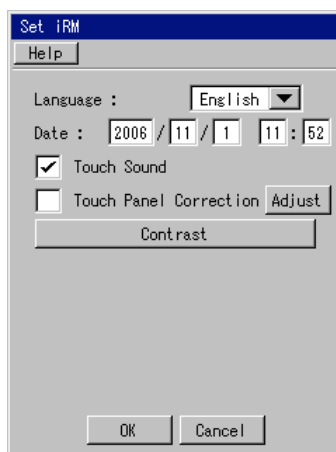 Set iRM
Help
Language : English
Date : 2006 / 11 / 1 11 : 52
Touch Sound
Touch Panel Correction Adjust
Contrast
OK Cancel